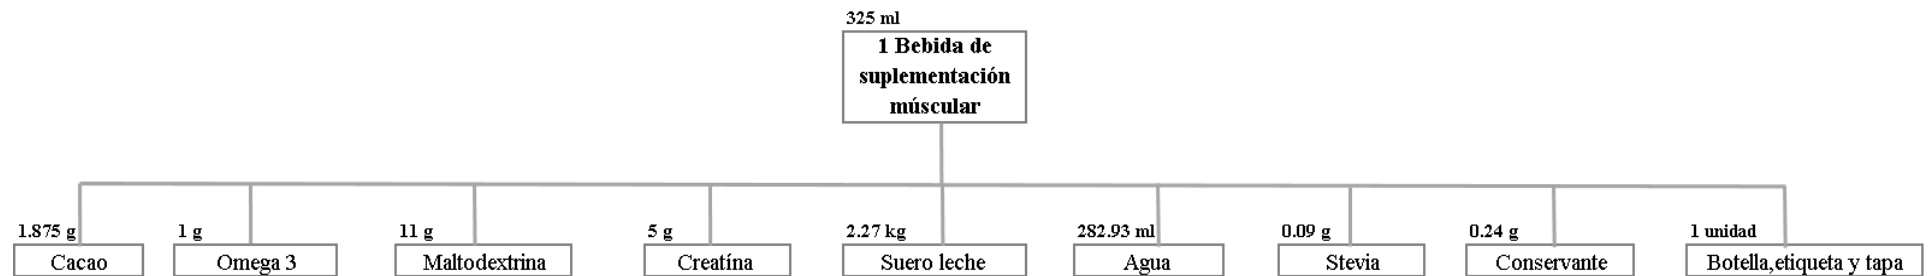 325 ml
1 Bebida de
suplementación
múscular
1.875 g
1 g
11 g
5 g
2.27 kg
282.93 ml
0.09 g
0.24 g
1 unidad
Cacao
Omega 3
Maltodextrina
Creatína
Suero leche
Agua
Stevia
Conservante
Botella,etiqueta y tapa